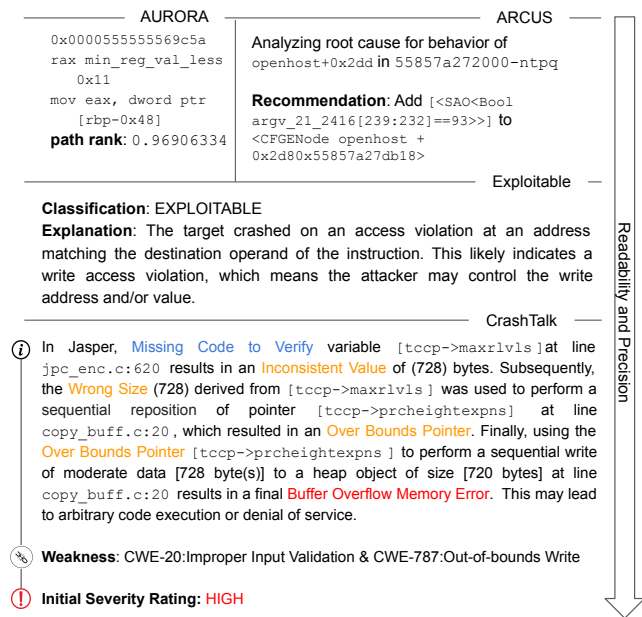 AURORA
0x0000555555569c5a
rax min_reg_val_less
0x11
mov eax, dword ptr
[rbp-0x48]
path rank: 0.96906334
ARCUS
Analyzing root cause for behavior of
openhost+0x2dd in 55857a272000-ntpq
Recommendation: Add [<SAO<Bool
argv_21_2416[239:232]==93>>] to
<CFGENode openhost +
0x2d80x55857a27db18>
Exploitable
Classification: EXPLOITABLE
Explanation: The target crashed on an access violation at an address
matching the destination operand of the instruction. This likely indicates a
write access violation, which means the attacker may control the write
address and/or value.
CrashTalk
i
In Jasper, Missing Code to Verify variable [tccp->maxrlvls] at line
jpc_enc.c:620 results in an Inconsistent Value of (728) bytes. Subsequently,
the Wrong Size (728) derived from [tccp->maxrlvls] was used to perform a
sequential reposition of pointer [tccp->prcheightexpns] at line
copy_buff.c:20, which resulted in an Over Bounds Pointer. Finally, using the
Over Bounds Pointer [tccp->prcheightexpns] to perform a sequential write
of moderate data [728 byte(s)] to a heap object of size [720 bytes] at line
copy_buff.c:20 results in a final Buffer Overflow Memory Error. This may lead
to arbitrary code execution or denial of service.
Weakness: CWE-20:Improper Input Validation & CWE-787:Out-of-bounds Write
! Initial Severity Rating: HIGH
Readability and Precision